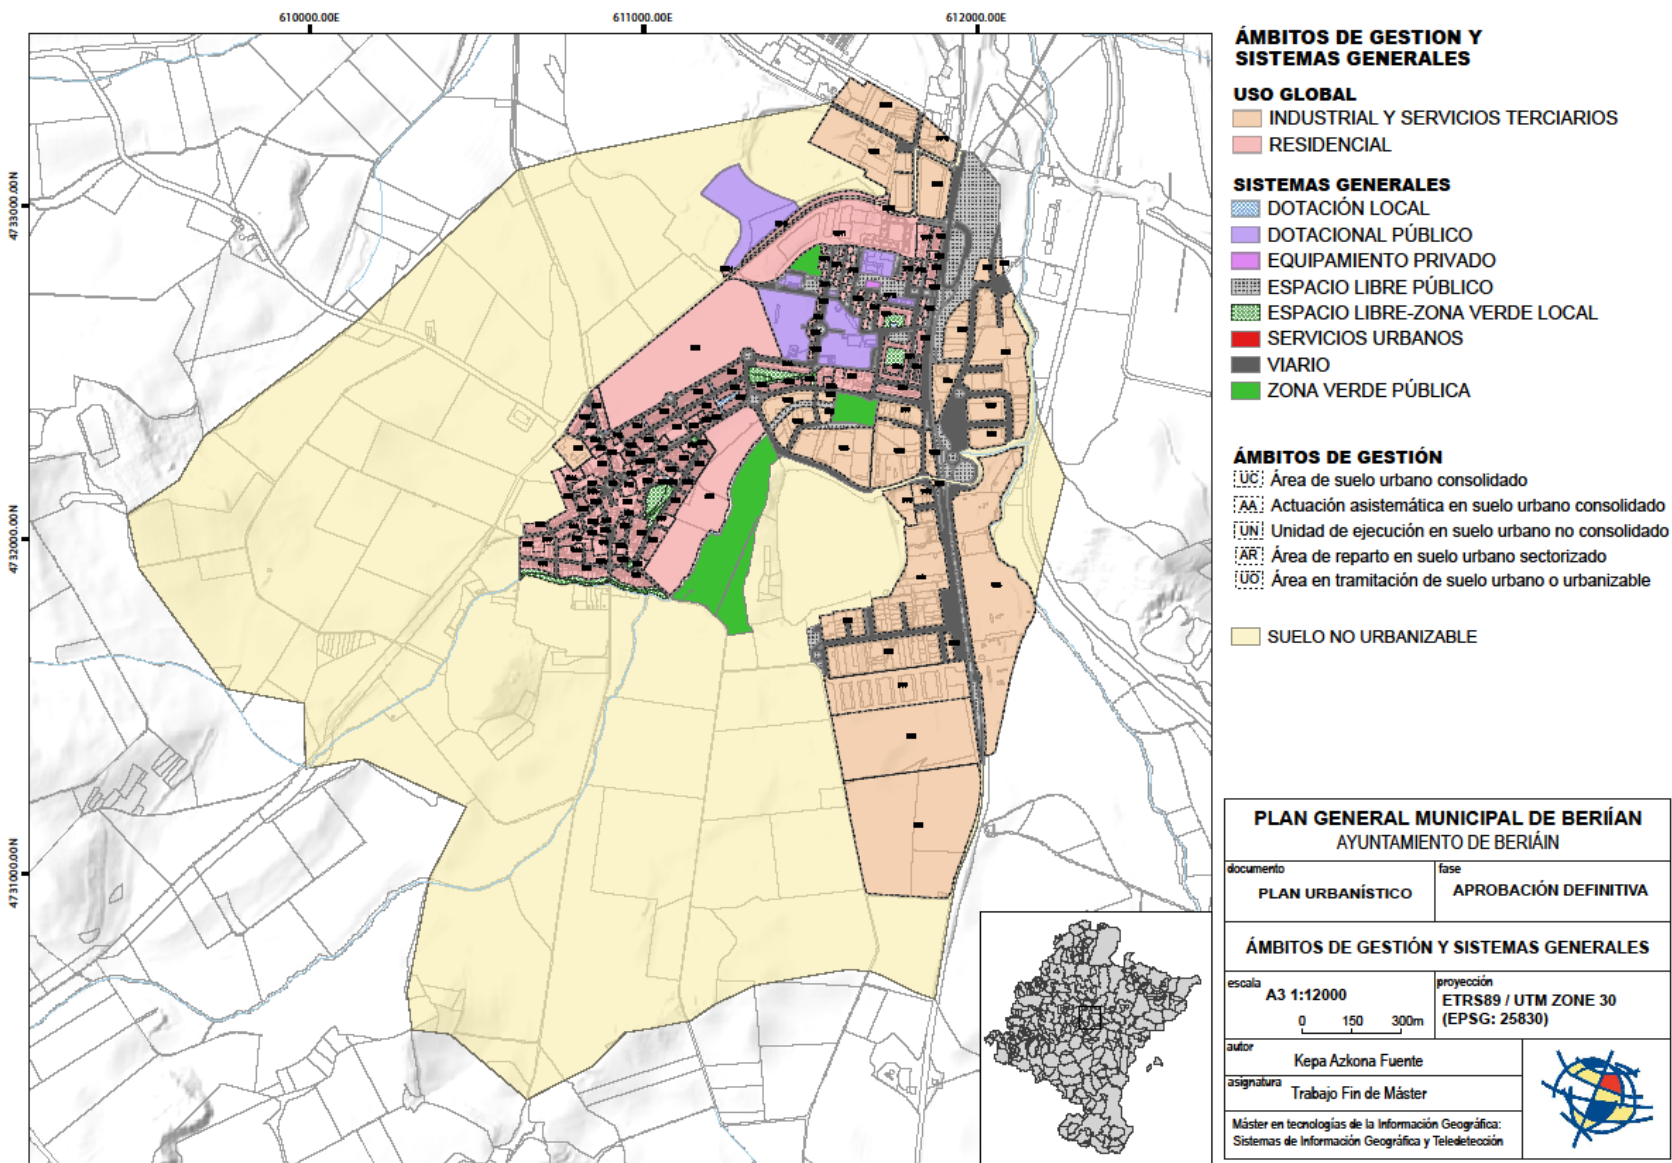 610000.00E
611000.00E
612000.00E
4733000.00N
4732000.00N
4731000.00N
ÁMBITOS DE GESTION Y
SISTEMAS GENERALES
USO GLOBAL
INDUSTRIAL Y SERVICIOS TERCIARIOS
RESIDENCIAL
SISTEMAS GENERALES
DOTACIÓN LOCAL
DOTACIONAL PÚBLICO
EQUIPAMIENTO PRIVADO
ESPACIO LIBRE PÚBLICO
ESPACIO LIBRE-ZONA VERDE LOCAL
SERVICIOS URBANOS
VIARIO
ZONA VERDE PÚBLICA
ÁMBITOS DE GESTIÓN
UC Área de suelo urbano consolidado
AA Actuación asistemática en suelo urbano consolidado
UN Unidad de ejecución en suelo urbano no consolidado
AR Área de reparto en suelo urbano sectorizado
UO Área en tramitación de suelo urbano o urbanizable
SUELO NO URBANIZABLE
PLAN GENERAL MUNICIPAL DE BERIÍAN
AYUNTAMIENTO DE BERIÁIN
documento
PLAN URBANÍSTICO
fase
APROBACIÓN DEFINITIVA
ÁMBITOS DE GESTIÓN Y SISTEMAS GENERALES
escala
A3 1:12000
0 150 300m
proyección
ETRS89 / UTM ZONE 30
(EPSG: 25830)
autor
Kepa Azkona Fuente
asignatura
Trabajo Fin de Máster
Máster en tecnologías de la Información Geográfica:
Sistemas de Información Geográfica y Teledetección